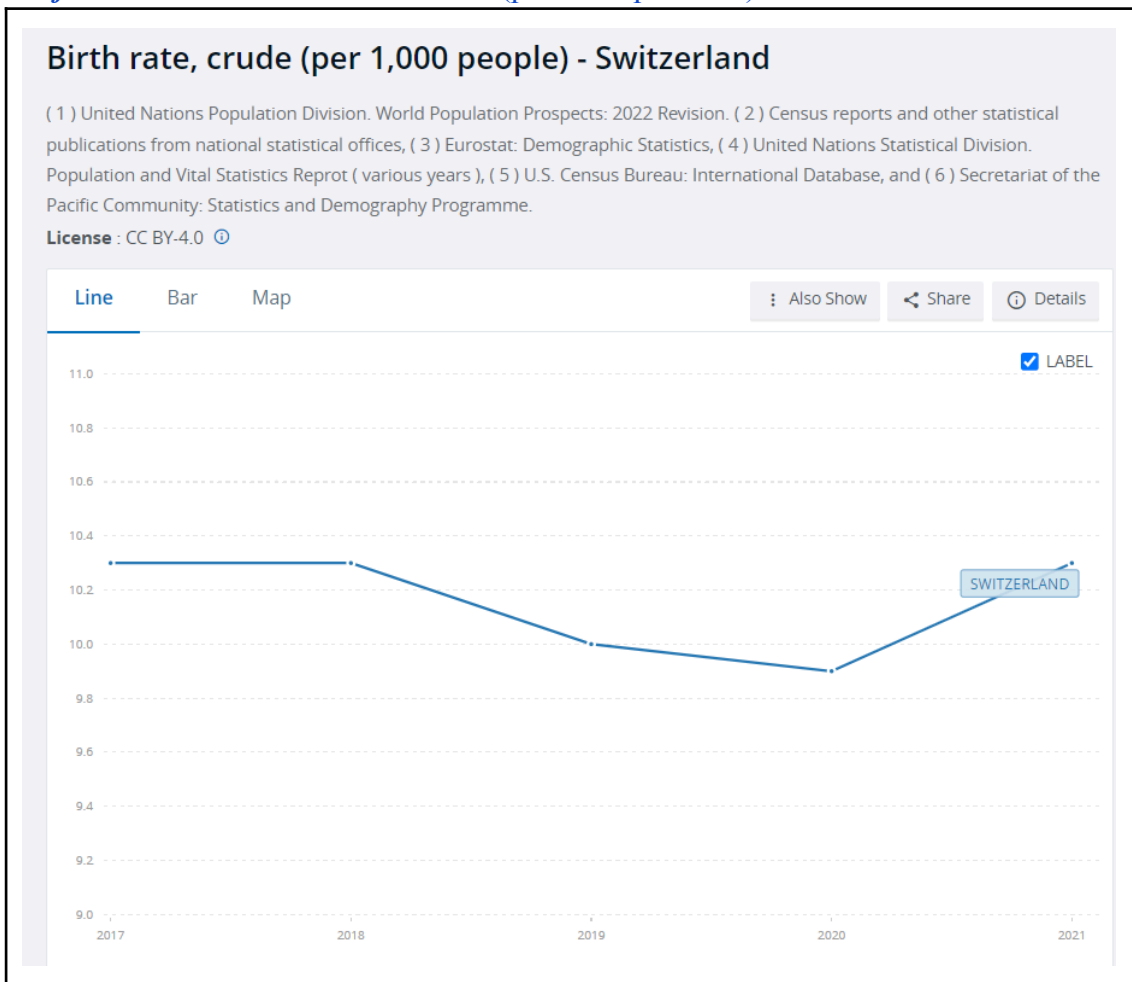 Birth rate, crude (per 1,000 people) - Switzerland
( 1 ) United Nations Population Division. World Population Prospects: 2022 Revision. ( 2 ) Census reports and other statistical
publications from national statistical offices, ( 3 ) Eurostat: Demographic Statistics, ( 4 ) United Nations Statistical Division.
Population and Vital Statistics Reprot ( various years ), ( 5 ) U.S. Census Bureau: International Database, and ( 6 ) Secretariat of the
Pacific Community: Statistics and Demography Programme.
License : CC BY-4.0
Line Bar Map Also Show Share Details
LABEL
11.0
10.8
10.6
10.4
10.2
SWITZERLAND
10.0
9.8
9.6
9.4
9.2
9.0
2017 2018 2019 2020 2021